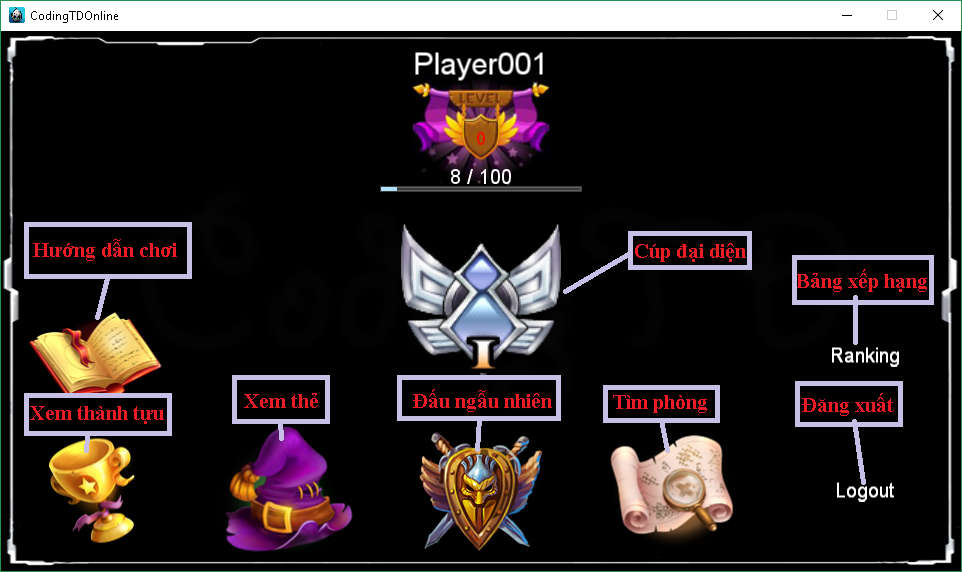 CodingTDOnline
Player001
LEVEL
0
8 / 100
Hướng dẫn chơi
Cúp đại diện
Bảng xếp hạng
I
Ranking
Xem thành tựu
Xem thẻ
Đấu ngẫu nhiên
Tìm phòng
Đăng xuất
Logout